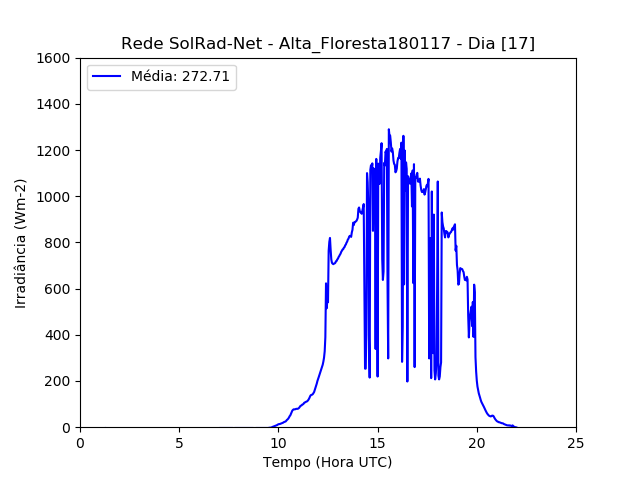 Rede SolRad-Net - Alta_Floresta180117 - Dia [17]
Média: 272.71
Irradiância (Wm-2)
1600
1400
1200
1000
800
600
400
200
0
0 5 10 15 20 25
Tempo (Hora UTC)